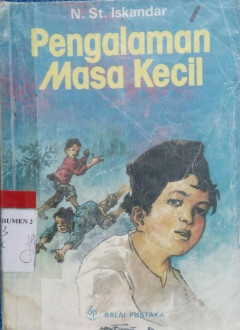 N. St. Iskandar
Pengalaman
Masa Kecil
BALAI PUSTAKA